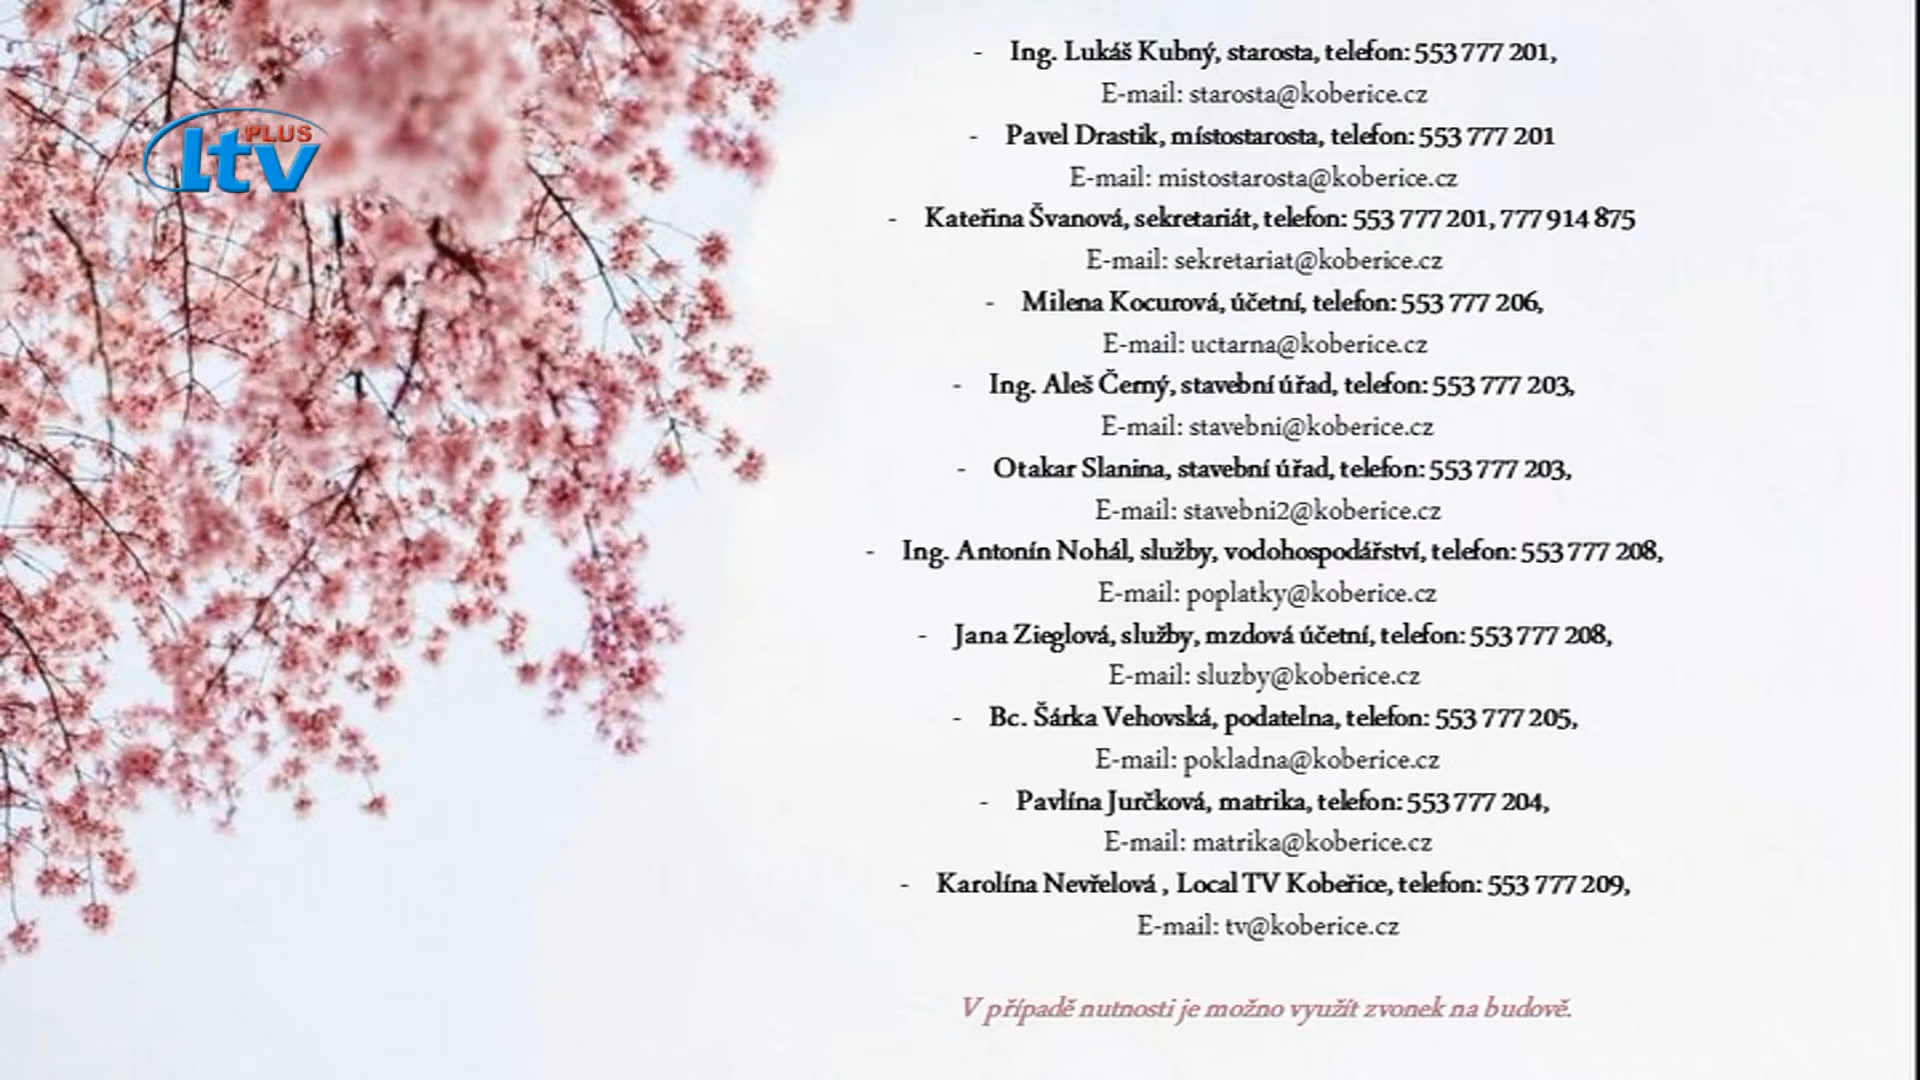 ltv PLUS
- Ing. Lukáš Kubný, starosta, telefon: 553 777 201,
E-mail: starosta@koberice.cz
- Pavel Drastik, místostarosta, telefon: 553 777 201
E-mail: mistostarosta@koberice.cz
- Kateřina Švanová, sekretariát, telefon: 553 777 201, 777 914 875
E-mail: sekretariat@koberice.cz
- Milena Kocurová, účetní, telefon: 553 777 206,
E-mail: uctarna@koberice.cz
- Ing. Aleš Černý, stavební úřad, telefon: 553 777 203,
E-mail: stavebni@koberice.cz
- Otakar Slanina, stavební úřad, telefon: 553 777 203,
E-mail: stavebni2@koberice.cz
- Ing. Antonín Nohál, služby, vodohospodářství, telefon: 553 777 208,
E-mail: poplatky@koberice.cz
- Jana Zieglová, služby, mzdová účetní, telefon: 553 777 208,
E-mail: sluzby@koberice.cz
- Bc. Šárka Vehovská, podatelna, telefon: 553 777 205,
E-mail: pokladna@koberice.cz
- Pavlína Jurčková, matrika, telefon: 553 777 204,
E-mail: matrika@koberice.cz
- Karolína Nevřelová , Local TV Kobeřice, telefon: 553 777 209,
E-mail: tv@koberice.cz
V případě nutnosti je možno využít zvonek na budově.